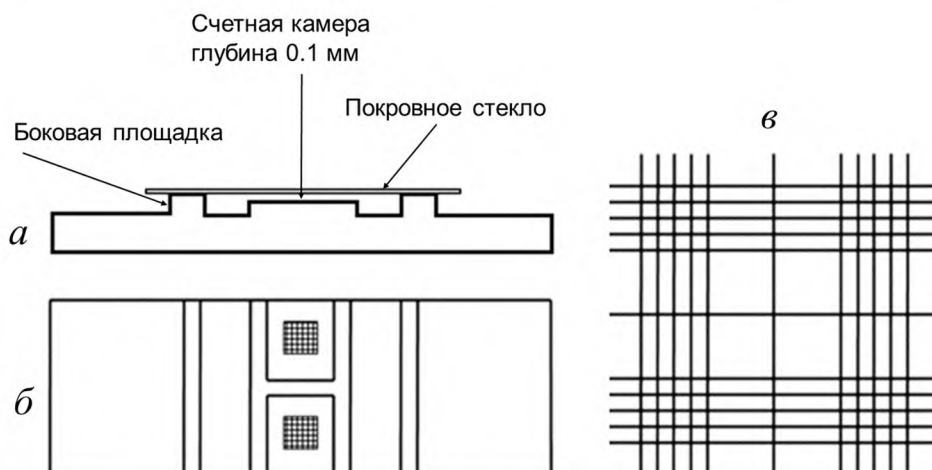 Счетная камера
глубина 0.1 мм
Покровное стекло
Боковая площадка
в
а
б